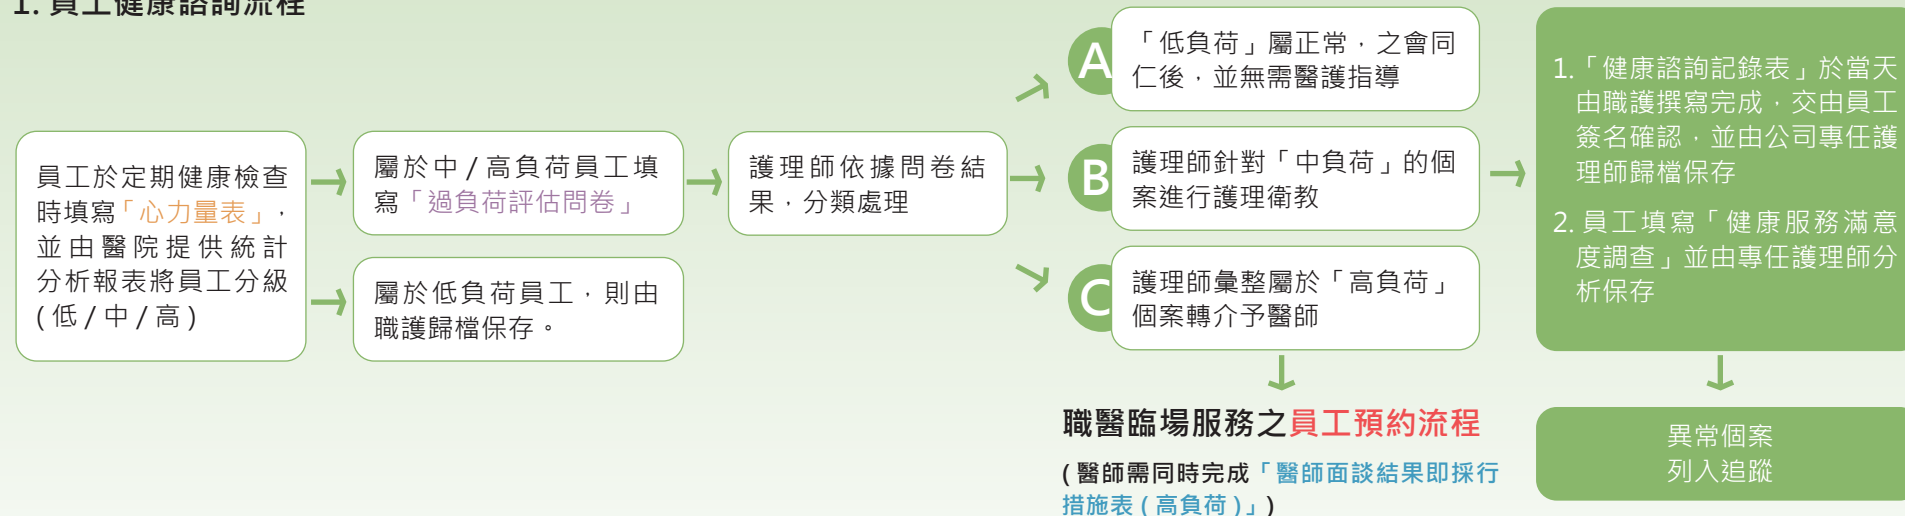 1. 員工健康諮詢流程
員工於定期健康檢查
時填寫「心力量表」,
並由醫院提供統計
分析報表將員工分級
( 低 / 中 / 高 )
屬於中 / 高負荷員工填
寫「過負荷評估問卷」
屬於低負荷員工,則由
職護歸檔保存。
護理師依據問卷結
果,分類處理
A
「低負荷」屬正常,之會同
仁後,並無需醫護指導
B
護理師針對「中負荷」的個
案進行護理衛教
C
護理師彙整屬於「高負荷」
個案轉介予醫師
職醫臨場服務之員工預約流程
( 醫師需同時完成「醫師面談結果即採行
措施表 ( 高負荷 )」)
1.「健康諮詢記錄表」於當天
由職護撰寫完成,交由員工
簽名確認,並由公司專任護
理師歸檔保存
2. 員工填寫「健康服務滿意
度調查」並由專任護理師分
析保存
異常個案
列入追蹤